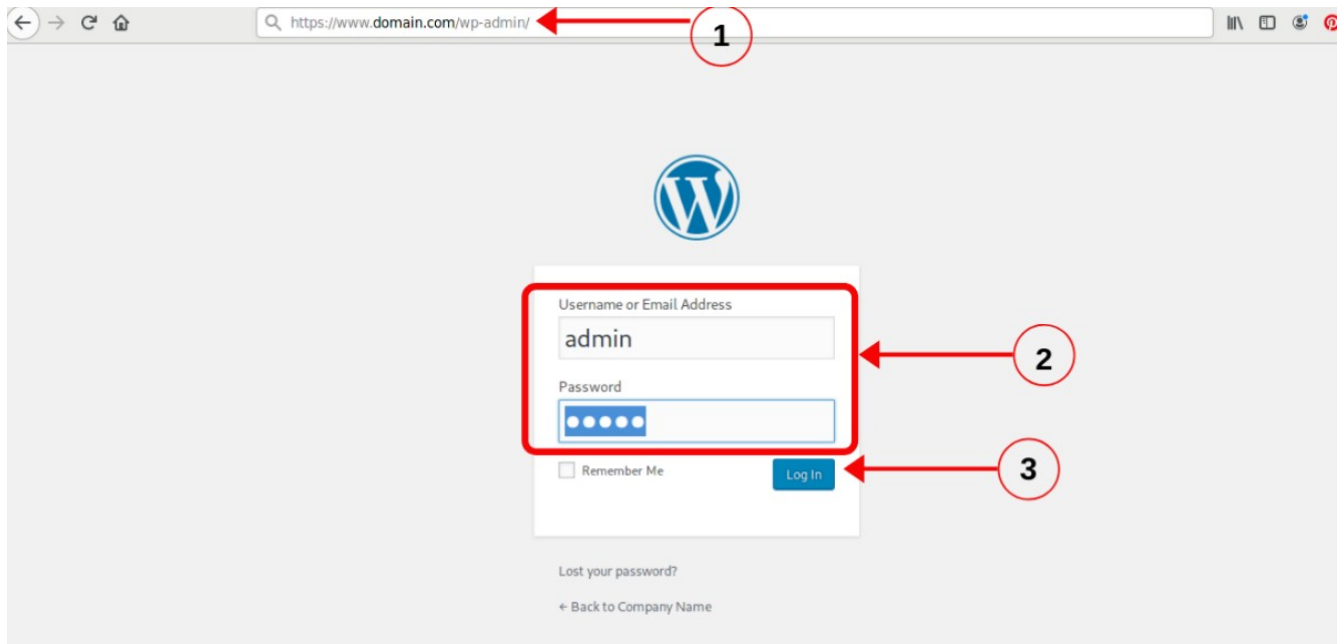 https://www.domain.com/wp-admin/
1
Username or Email Address
admin
2
Password
Remember Me
Log In
3
Lost your password?
← Back to Company Name